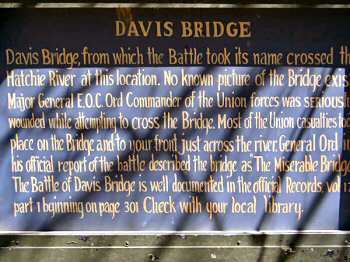 DAVIS BRIDGE
Davis Bridge, from which the Battle took its name crossed th
Hatchie River at this location. No known picture of the Bridge exis
Major General E.O.C. Ord Commander of the Union forces was serious
wounded while attempting to cross the Bridge. Most of the Union casualties too
place on the Bridge and to your front just across the river. General Ord in
his official report of the battle described the bridge as "The Miserable Bridge
The Battle of Davis Bridge is well documented in the official Records, vol 1
part 1 bginning on page 301 Check with your local library.